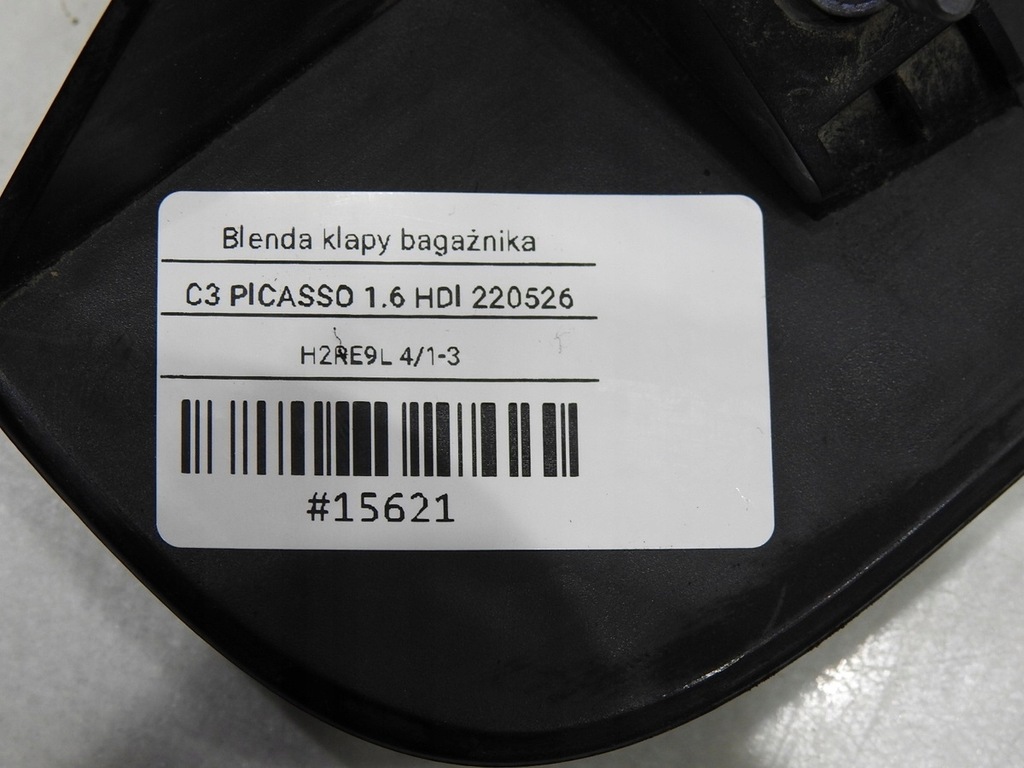 Blenda klapy bagażnika
C3 PICASSO 1.6 HDI 220526
H2RE9L 4/1-3
#15621